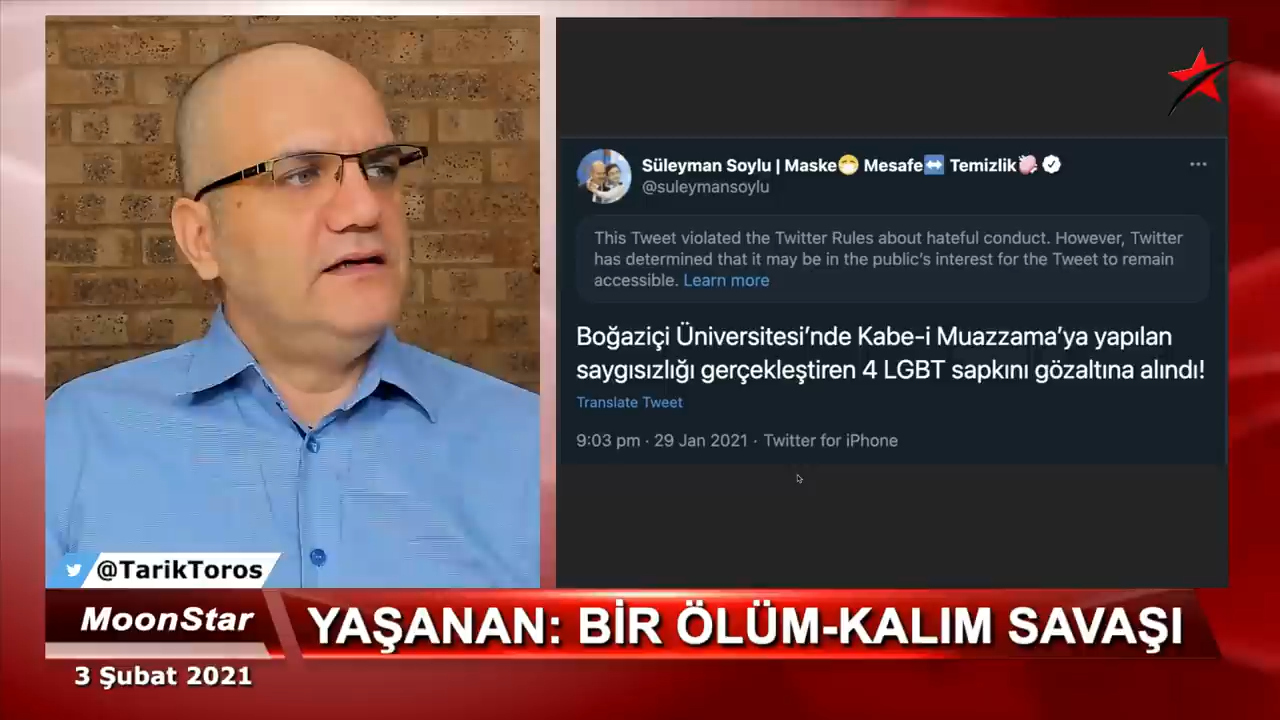 Süleyman Soylu | Maske😷 Mesafe↔️ Temizlik🧼
@suleymansoylu
This Tweet violated the Twitter Rules about hateful conduct. However, Twitter
has determined that it may be in the public's interest for the Tweet to remain
accessible. Learn more
Boğaziçi Üniversitesi'nde Kabe-i Muazzama'ya yapılan
saygısızlığı gerçekleştiren 4 LGBT sapkını gözaltına alındı!
Translate Tweet
9:03 pm · 29 Jan 2021 · Twitter for iPhone
@TarikToros
MoonStar
YAŞANAN: BİR ÖLÜM-KALIM SAVAŞI
3 Şubat 2021